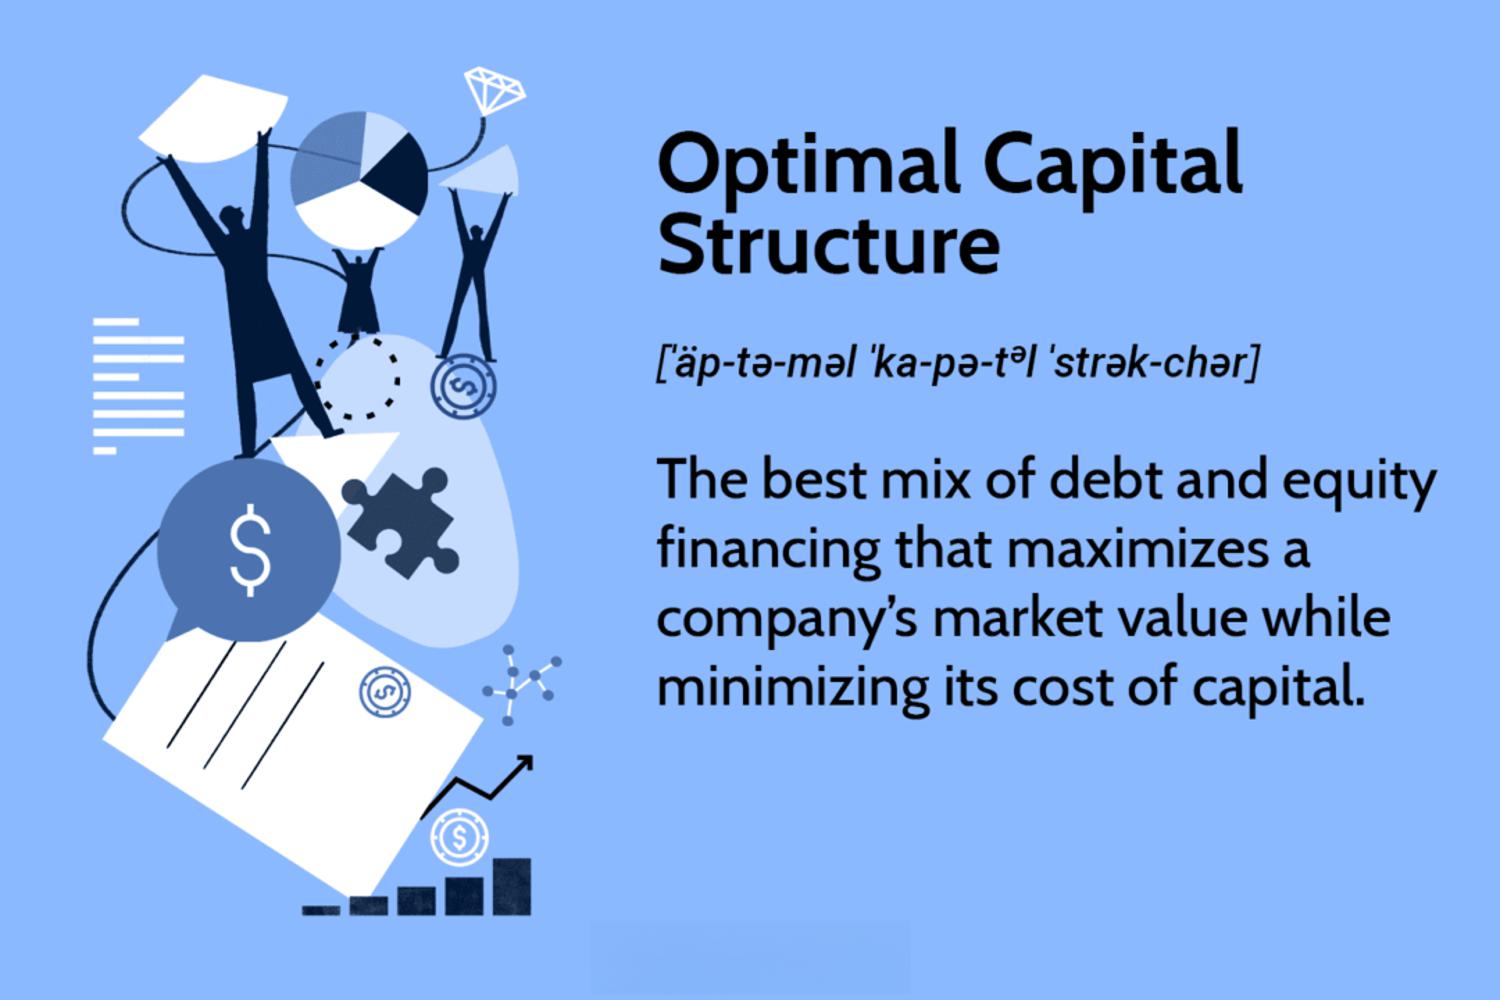 Optimal Capital
Structure
[ˈäp-tə-məl ˈka-pə-tᵊl ˈstrək-chər]
The best mix of debt and equity
financing that maximizes a
company’s market value while
minimizing its cost of capital.
$
$
$
$